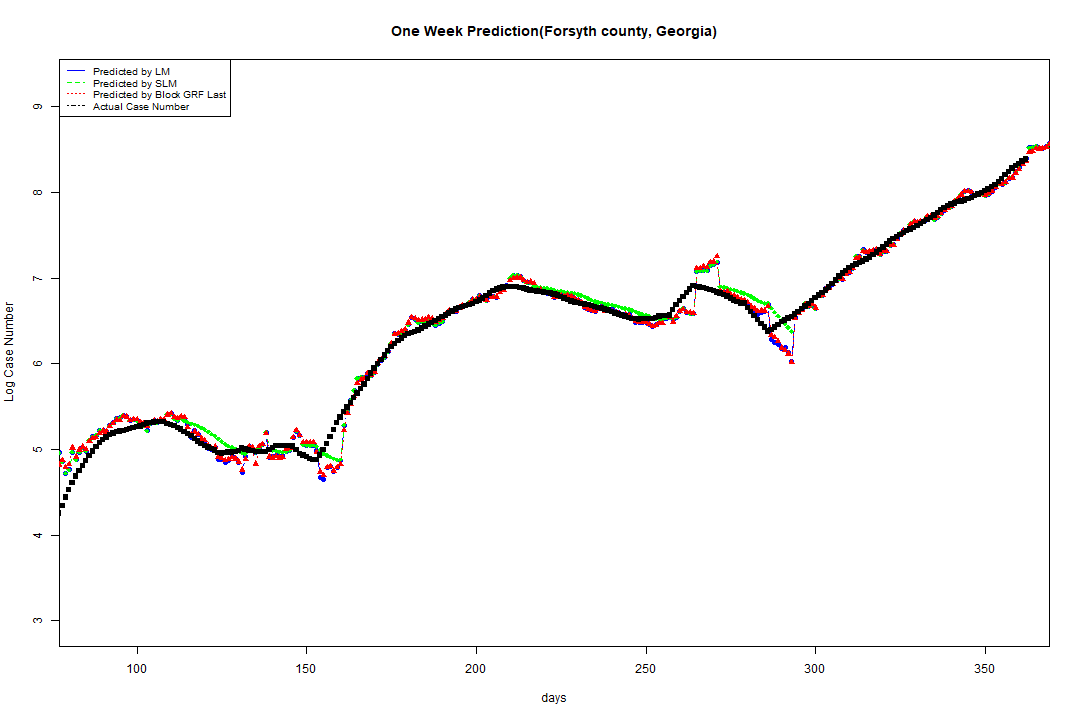 One Week Prediction(Forsyth county, Georgia)
Predicted by LM
Predicted by SLM
Predicted by Block GRF Last
Actual Case Number
9
8
7
6
5
4
3
Log Case Number
100 150 200 250 300 350
days